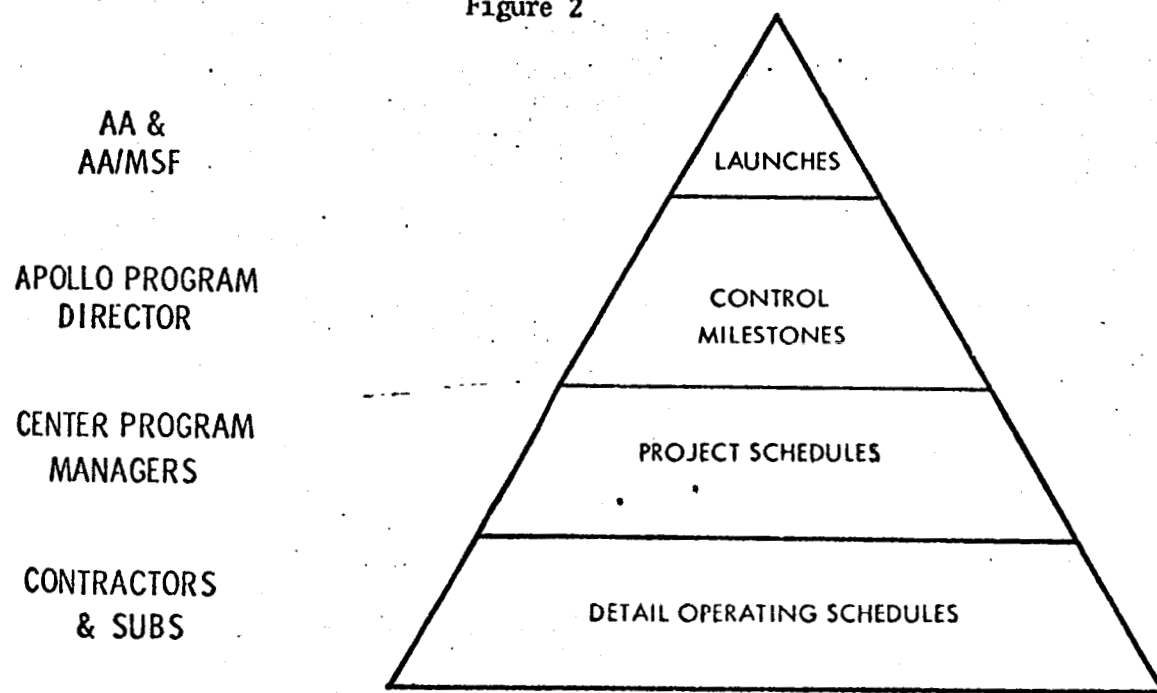 Figure 2
AA &
AA/MSF
LAUNCHES
APOLLO PROGRAM
DIRECTOR
CONTROL
MILESTONES
CENTER PROGRAM
MANAGERS
PROJECT SCHEDULES
CONTRACTORS
& SUBS
DETAIL OPERATING SCHEDULES